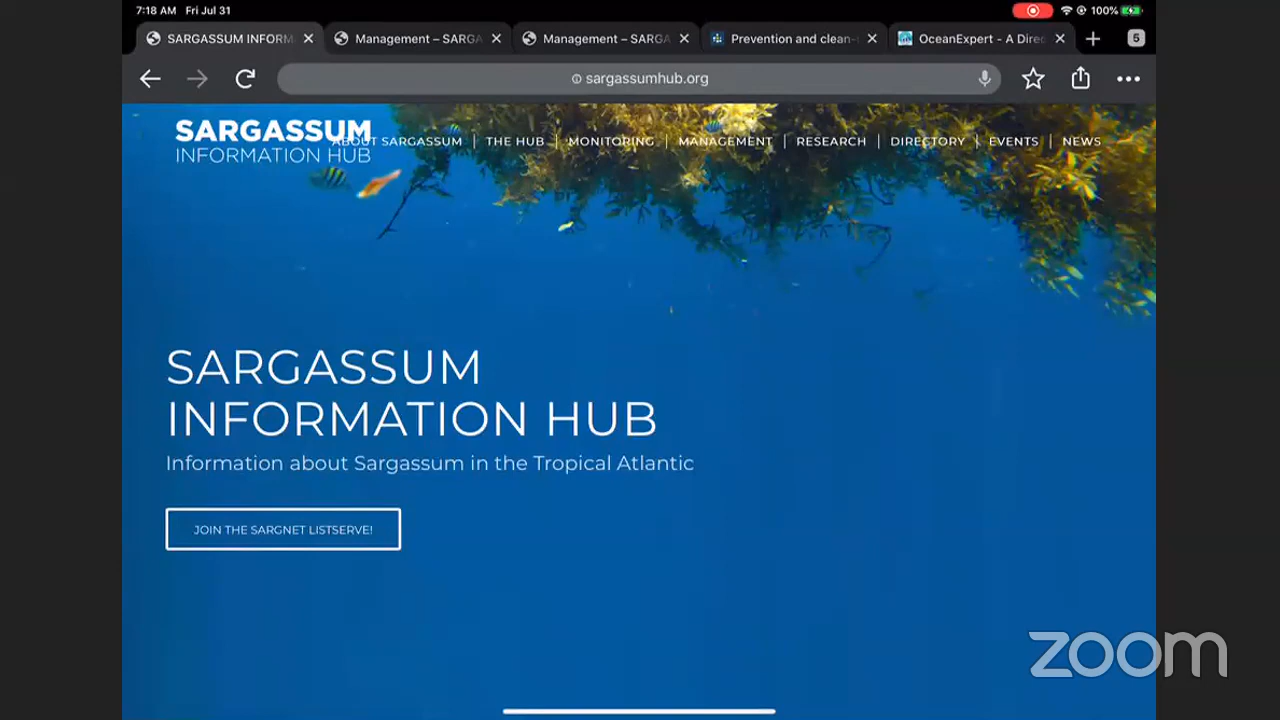 7:18 AM Fri Jul 31
100%
SARGASSUM INFORM
Management – SARGA
Management – SARGA
Prevention and clean-
OceanExpert - A Dire
5
sargassumhub.org
SARGASSUM
INFORMATION HUB
ABOUT SARGASSUM | THE HUB | MONITORING | MANAGEMENT | RESEARCH | DIRECTORY | EVENTS | NEWS
SARGASSUM
INFORMATION HUB
Information about Sargassum in the Tropical Atlantic
JOIN THE SARGNET LISTSERVE!
zoom